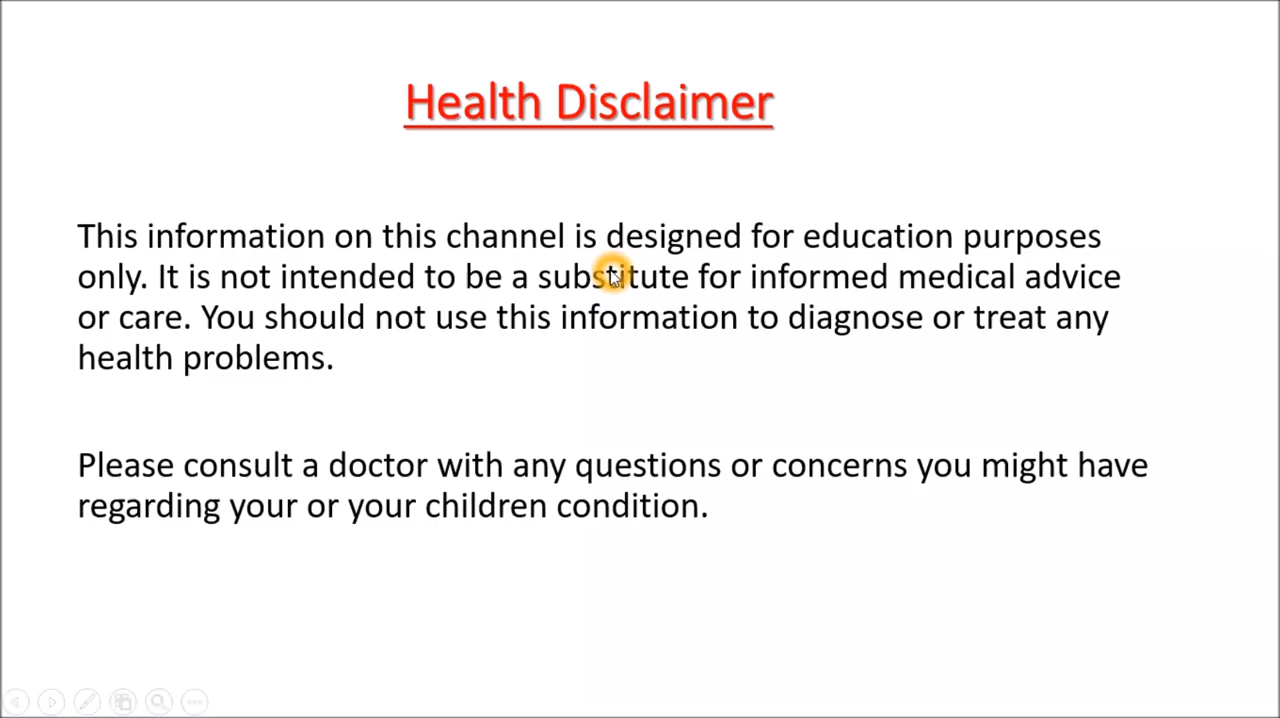 Health Disclaimer
This information on this channel is designed for education purposes
only. It is not intended to be a substitute for informed medical advice
or care. You should not use this information to diagnose or treat any
health problems.
Please consult a doctor with any questions or concerns you might have
regarding your or your children condition.